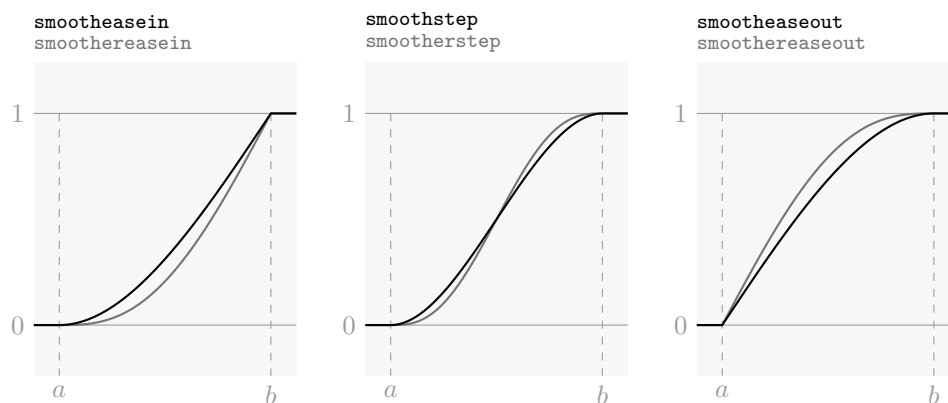 smootheasein
smoothereasein
1
0
a
b
smoothstep
smootherstep
1
0
a
b
smootheaseout
smoothereaseout
1
0
a
b